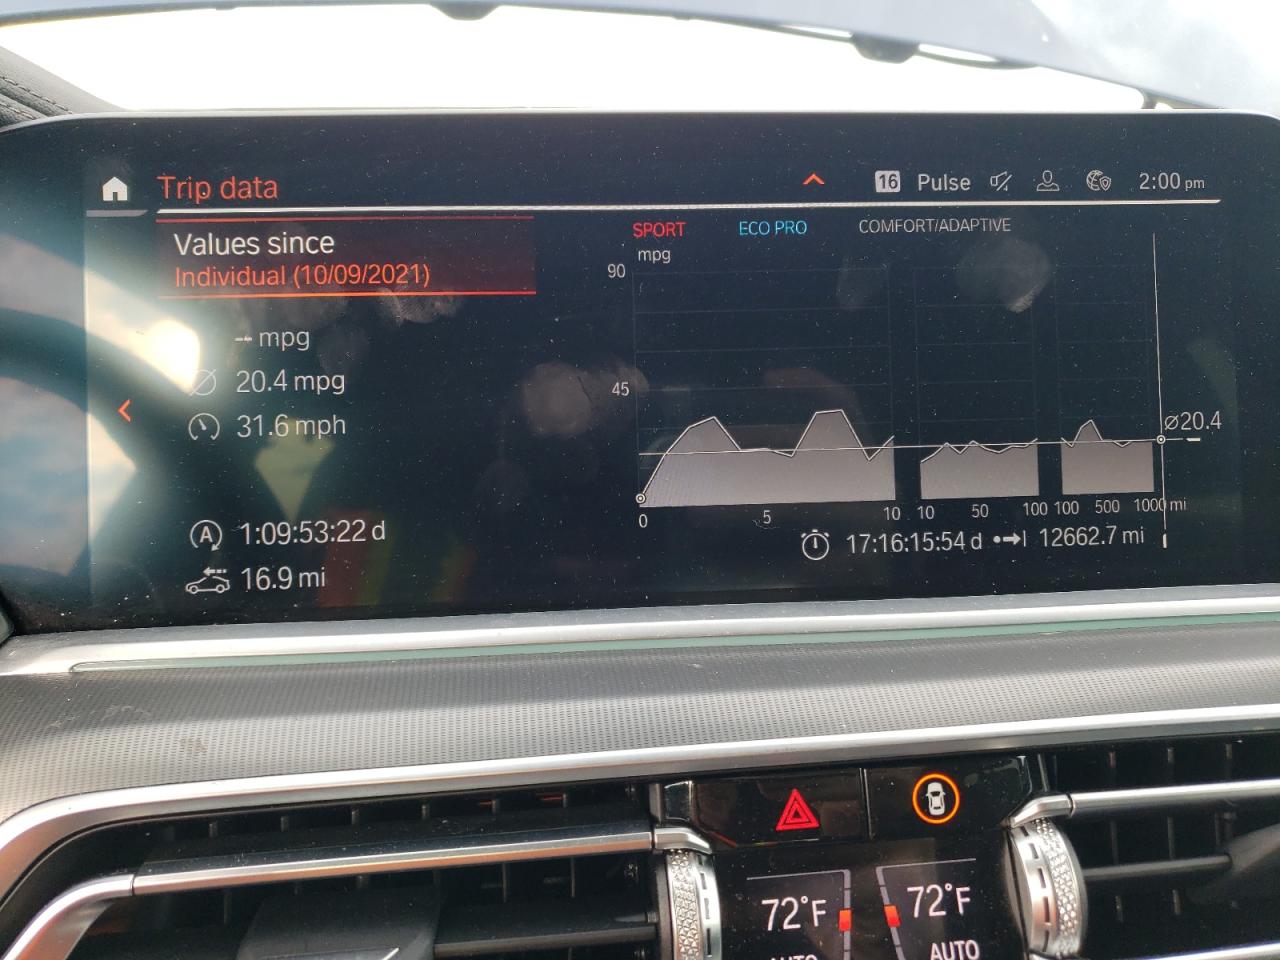 Trip data
16 Pulse 2:00 pm
Values since
Individual (10/09/2021)
-- mpg
20.4 mpg
31.6 mph
A 1:09:53:22 d
16.9 mi
SPORT ECO PRO COMFORT/ADAPTIVE
mpg
90
45
⌀20.4
0 5 10 10 50 100 100 500 1000 mi
17:16:15:54 d 12662.7 mi
72°F 72°F
AUTO AUTO